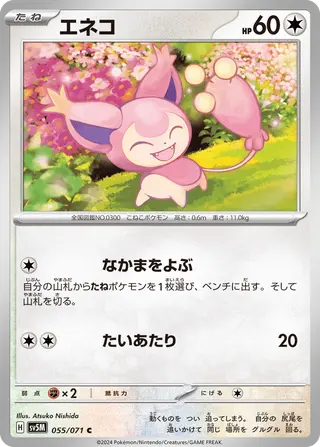 たね エネコ HP60
全国図鑑NO.0300 こねこポケモン 高さ:0.6m 重さ:11.0kg
なかまをよぶ
自分の山札からたねポケモンを1枚選び、ベンチに出す。そして
山札を切る。
たいあたり 20
弱点 ×2 抵抗力 にげる
Illus. Atsuko Nishida
H SV5M 055/071 C
動くものを つい 追ってしまう。
追いかけて 同じ 場所を グルグル 走り回る。
©2024 Pokémon/Nintendo/Creatures/GAME FREAK.